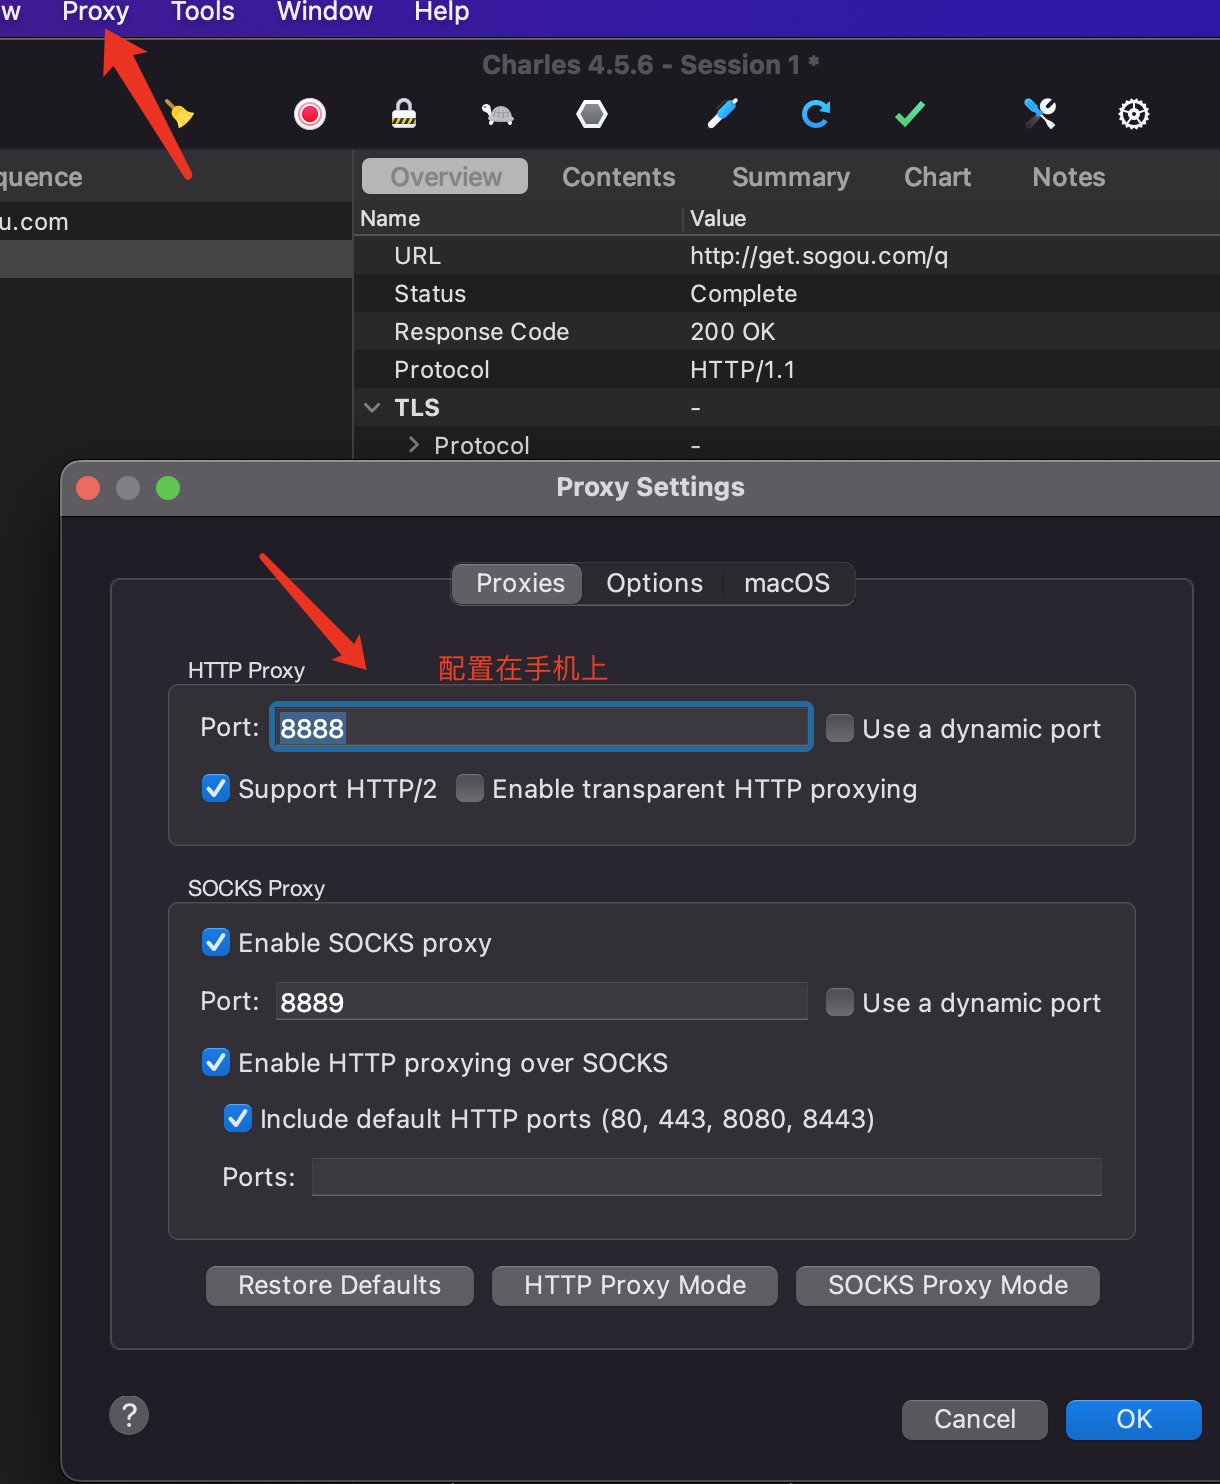 w Proxy Tools Window Help
Charles 4.5.6 - Session 1 *
quence Overview Contents Summary Chart Notes
u.com Name Value
URL http://get.sogou.com/q
Status Complete
Response Code 200 OK
Protocol HTTP/1.1
TLS -
Protocol -
Proxy Settings
Proxies Options macOS
HTTP Proxy 配置在手机上
Port: 8888 Use a dynamic port
Support HTTP/2 Enable transparent HTTP proxying
SOCKS Proxy
Enable SOCKS proxy
Port: 8889 Use a dynamic port
Enable HTTP proxying over SOCKS
Include default HTTP ports (80, 443, 8080, 8443)
Ports:
Restore Defaults HTTP Proxy Mode SOCKS Proxy Mode
? Cancel OK